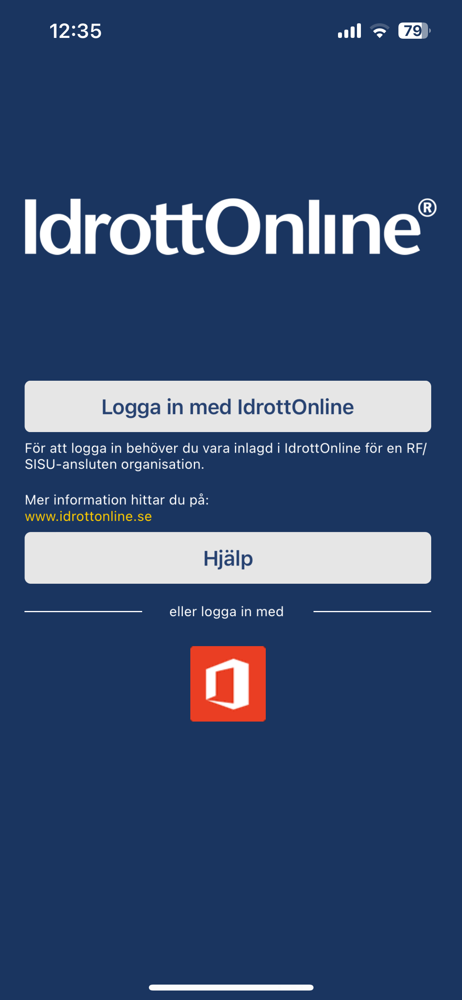 12:35
79
IdrottOnline®
Logga in med IdrottOnline
För att logga in behöver du vara inlagd i IdrottOnline för en RF/
SISU-ansluten organisation.
Mer information hittar du på:
www.idrottonline.se
Hjälp
eller logga in med